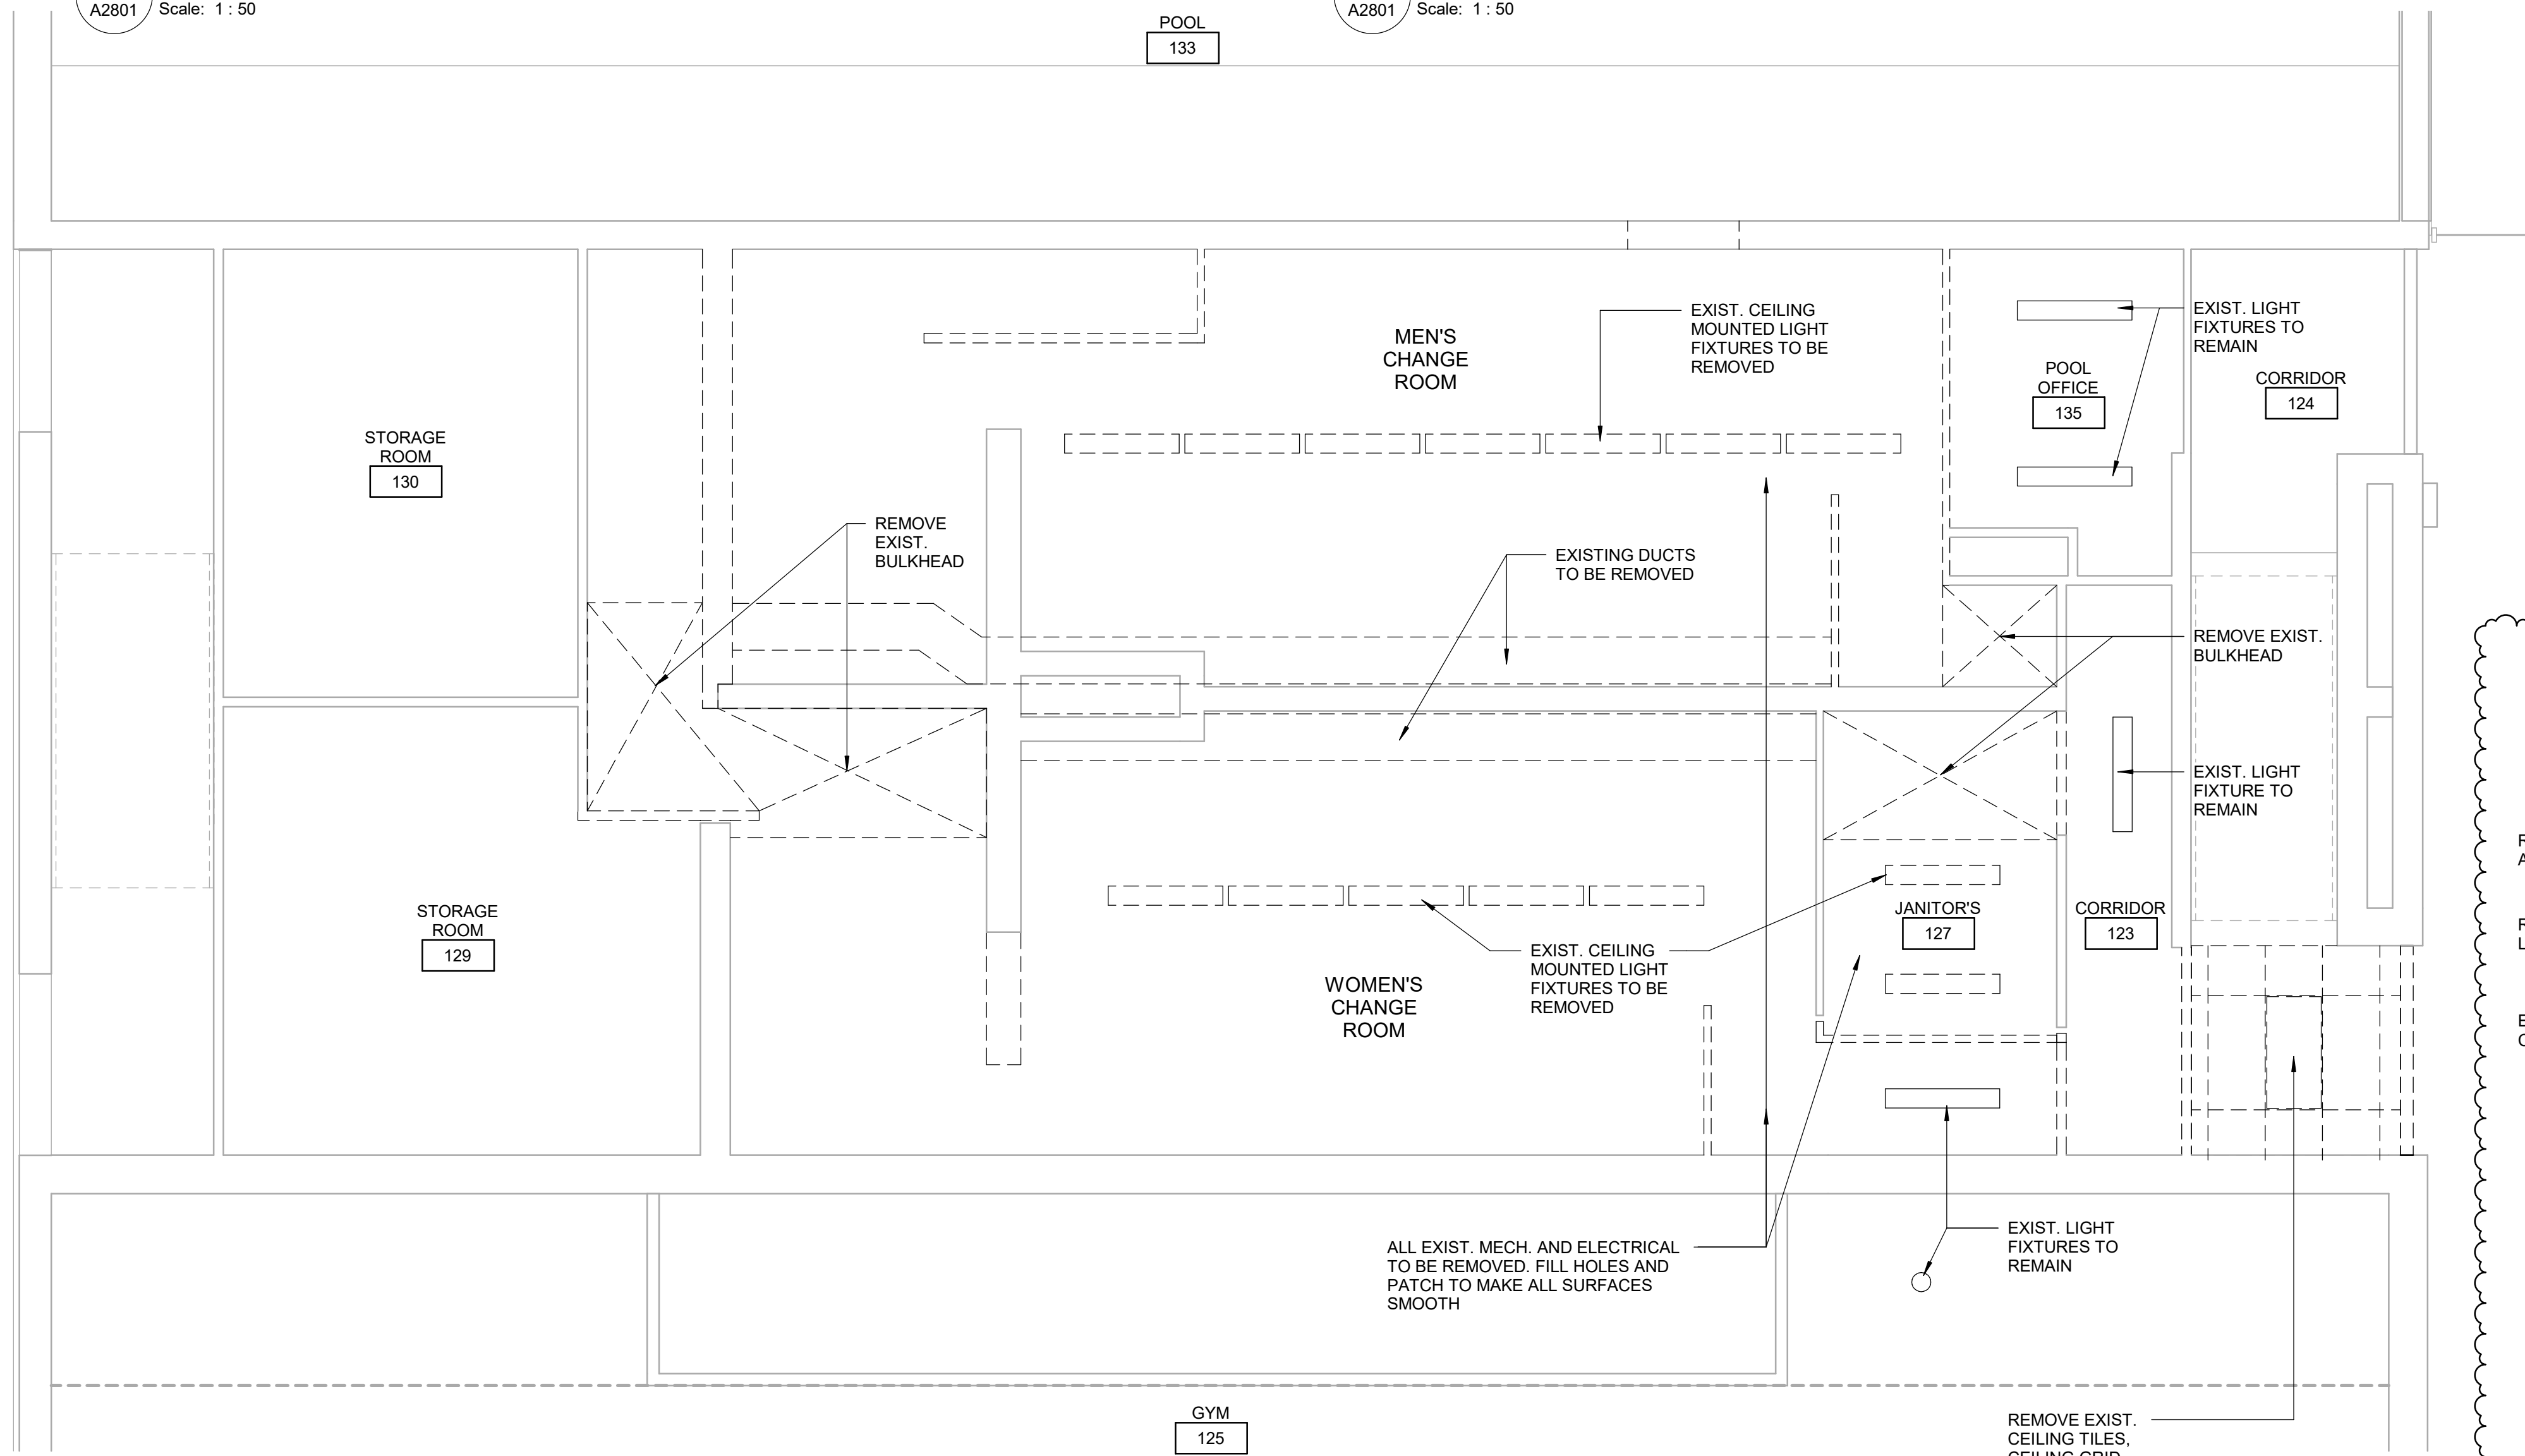 A2801
Scale: 1 : 50
A2801
Scale: 1 : 50
POOL
133
EXIST. CEILING
MOUNTED LIGHT
FIXTURES TO BE
REMOVED
MEN'S
CHANGE
ROOM
EXIST. LIGHT
FIXTURES TO
REMAIN
POOL
OFFICE
135
CORRIDOR
124
STORAGE
ROOM
130
REMOVE
EXIST.
BULKHEAD
EXISTING DUCTS
TO BE REMOVED
REMOVE EXIST.
BULKHEAD
EXIST. LIGHT
FIXTURE TO
REMAIN
STORAGE
ROOM
129
JANITOR'S
127
CORRIDOR
123
EXIST. CEILING
MOUNTED LIGHT
FIXTURES TO BE
REMOVED
WOMEN'S
CHANGE
ROOM
ALL EXIST. MECH. AND ELECTRICAL
TO BE REMOVED. FILL HOLES AND
PATCH TO MAKE ALL SURFACES
SMOOTH
EXIST. LIGHT
FIXTURES TO
REMAIN
GYM
125
REMOVE EXIST.
CEILING TILES,
CEILING GRID